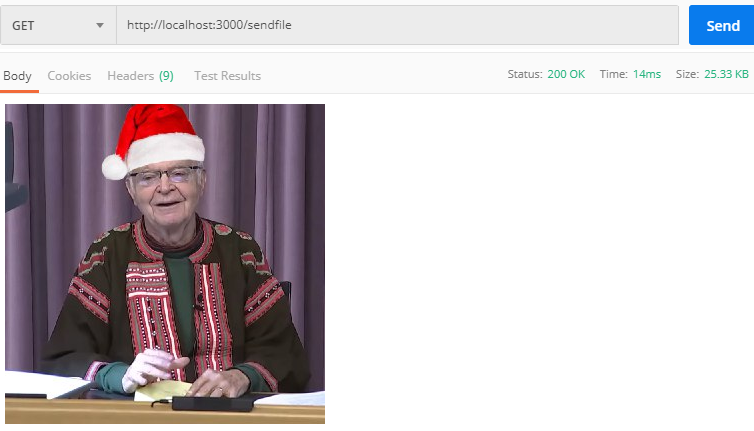 GET http://localhost:3000/sendfile Send
Body Cookies Headers (9) Test Results Status: 200 OK Time: 14ms Size: 25.33 KB